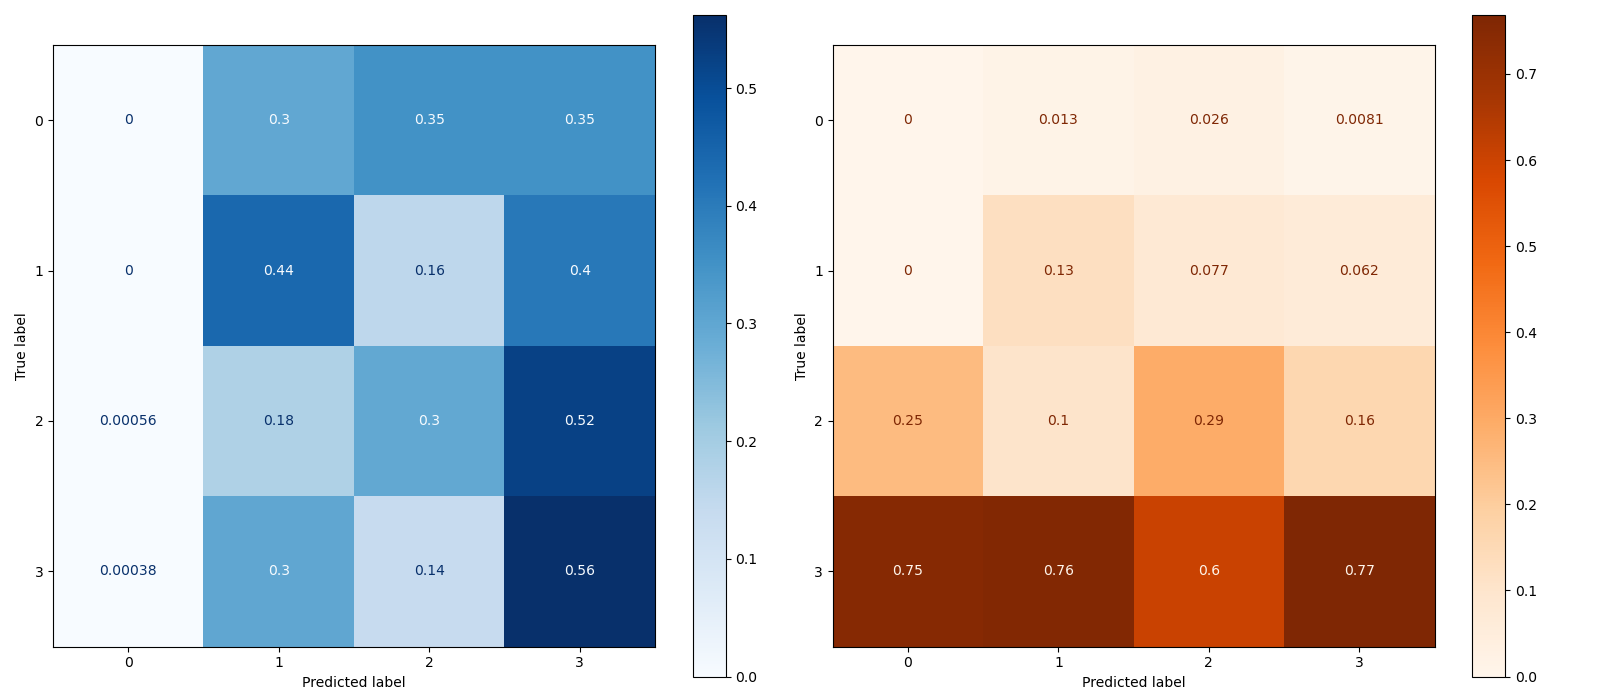 0 0.3 0.35 0.35
0 0.44 0.16 0.4
0.00056 0.18 0.3 0.52
0.00038 0.3 0.14 0.56
0
1
2
3
True label
0 1 2 3
Predicted label
0.5
0.4
0.3
0.2
0.1
0.0
0 0.013 0.026 0.0081
0 0.13 0.077 0.062
0.25 0.1 0.29 0.16
0.75 0.76 0.6 0.77
0
1
2
3
True label
0 1 2 3
Predicted label
0.7
0.6
0.5
0.4
0.3
0.2
0.1
0.0